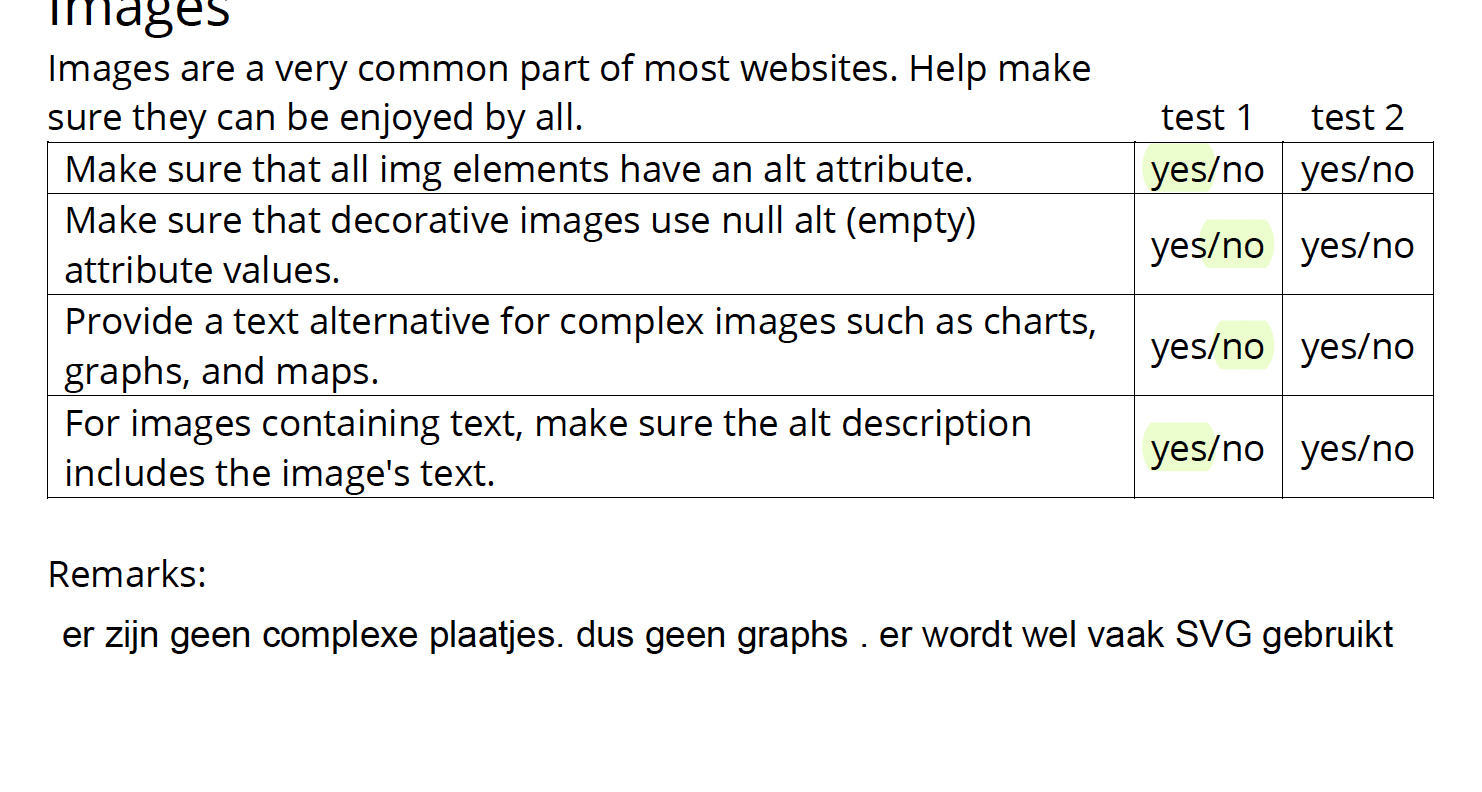 Images
Images are a very common part of most websites. Help make
sure they can be enjoyed by all.
test 1 test 2
Make sure that all img elements have an alt attribute.
yes/no yes/no
Make sure that decorative images use null alt (empty)
attribute values.
yes/no yes/no
Provide a text alternative for complex images such as charts,
graphs, and maps.
yes/no yes/no
For images containing text, make sure the alt description
includes the image's text.
yes/no yes/no
Remarks:
er zijn geen complexe plaatjes. dus geen graphs . er wordt wel vaak SVG gebruikt